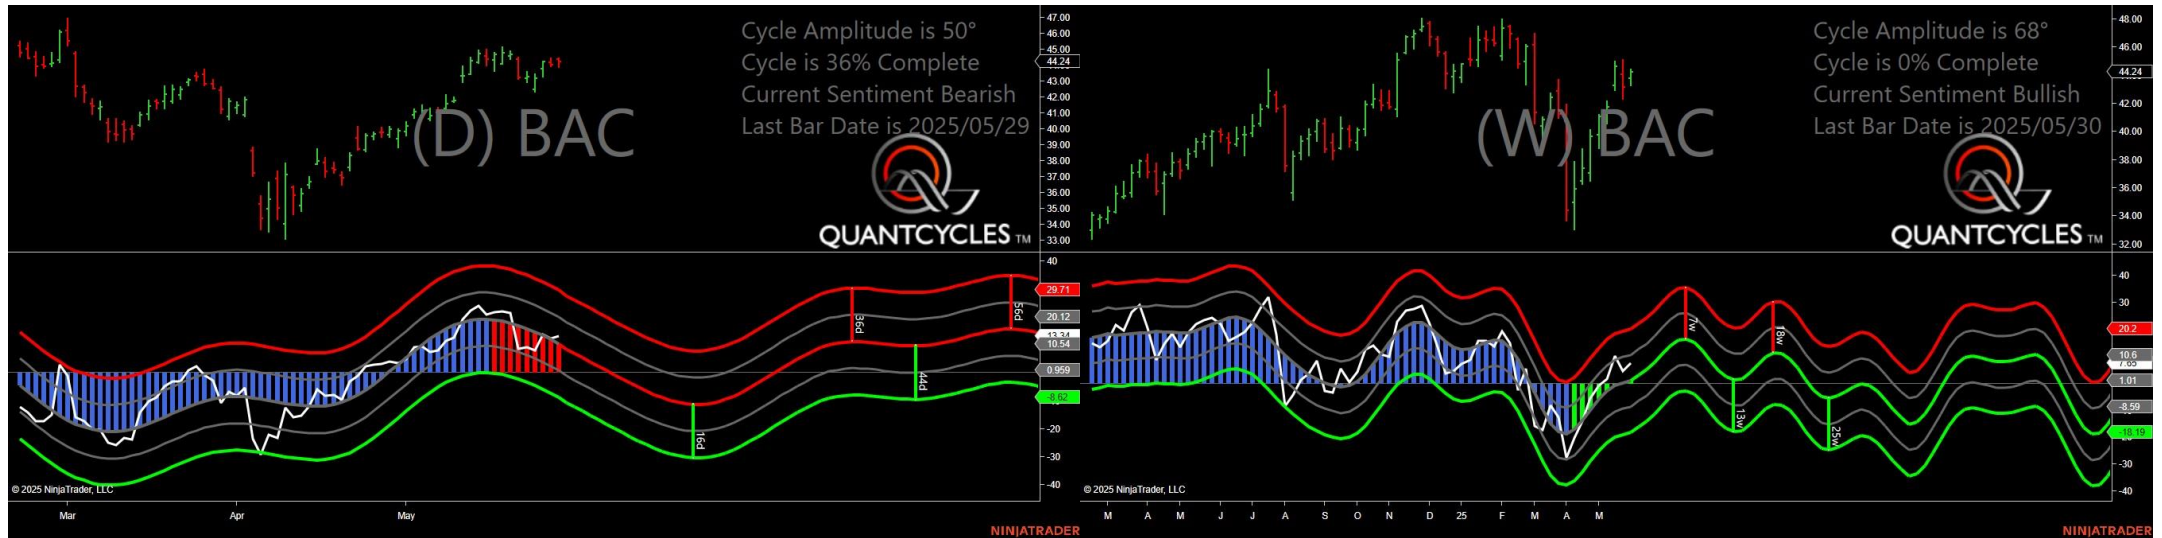 Cycle Amplitude is 50°
Cycle is 36% Complete
Current Sentiment Bearish
Last Bar Date is 2025/05/29
(D) BAC
QUANTCYCLES TM
47.00
46.00
45.00
44.24
43.00
42.00
41.00
40.00
39.00
38.00
37.00
36.00
35.00
34.00
33.00
40
29.71
20.12
13.34
10.54
0.959
-8.62
-20
-30
-40
16d
36d
44d
56d
© 2025 NinjaTrader, LLC
Mar Apr May
NINJATRADER
Cycle Amplitude is 68°
Cycle is 0% Complete
Current Sentiment Bullish
Last Bar Date is 2025/05/30
(W) BAC
QUANTCYCLES TM
48.00
46.00
44.24
42.00
40.00
38.00
36.00
34.00
32.00
40
30
20.2
10.6
7.65
1.01
-8.59
-18.19
-30
-40
7w
13w
18w
25w
© 2025 NinjaTrader, LLC
M A M J J A S O N D 25 F M A M
NINJATRADER